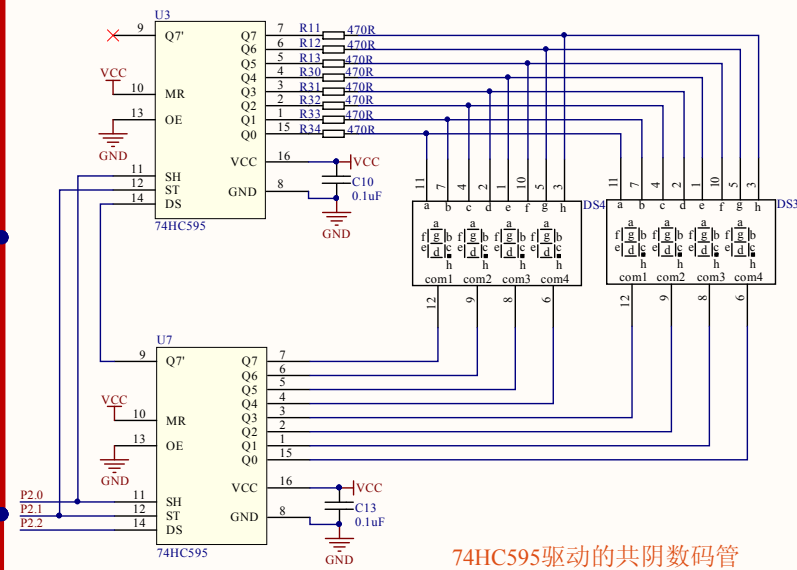 U3
9 Q7' Q7 7 R11 470R
Q6 6 R12 470R
Q5 5 R13 470R
VCC Q4 4 R30 470R
10 MR Q3 3 R31 470R
Q2 2 R32 470R
13 OE Q1 1 R33 470R
Q0 15 R34 470R
GND
VCC 16 VCC
11 SH
12 ST GND 8 C10
14 DS 0.1uF
74HC595 GND
11 7 4 2 1 10 5 3
a b c d e f g h DS4
a a a a
f g b f g b f g b f g b
e d c e d c e d c e d c
h h h h
com1 com2 com3 com4
12 9 8 6
11 7 4 2 1 10 5 3
a b c d e f g h DS3
a a a a
f g b f g b f g b f g b
e d c e d c e d c e d c
h h h h
com1 com2 com3 com4
12 9 8 6
U7
9 Q7' Q7 7
Q6 6
Q5 5
VCC Q4 4
10 MR Q3 3
Q2 2
13 OE Q1 1
Q0 15
GND
VCC 16 VCC
P2.0 11 SH
P2.1 12 ST GND 8 C13
P2.2 14 DS 0.1uF
74HC595 GND
74HC595驱动的共阴数码管